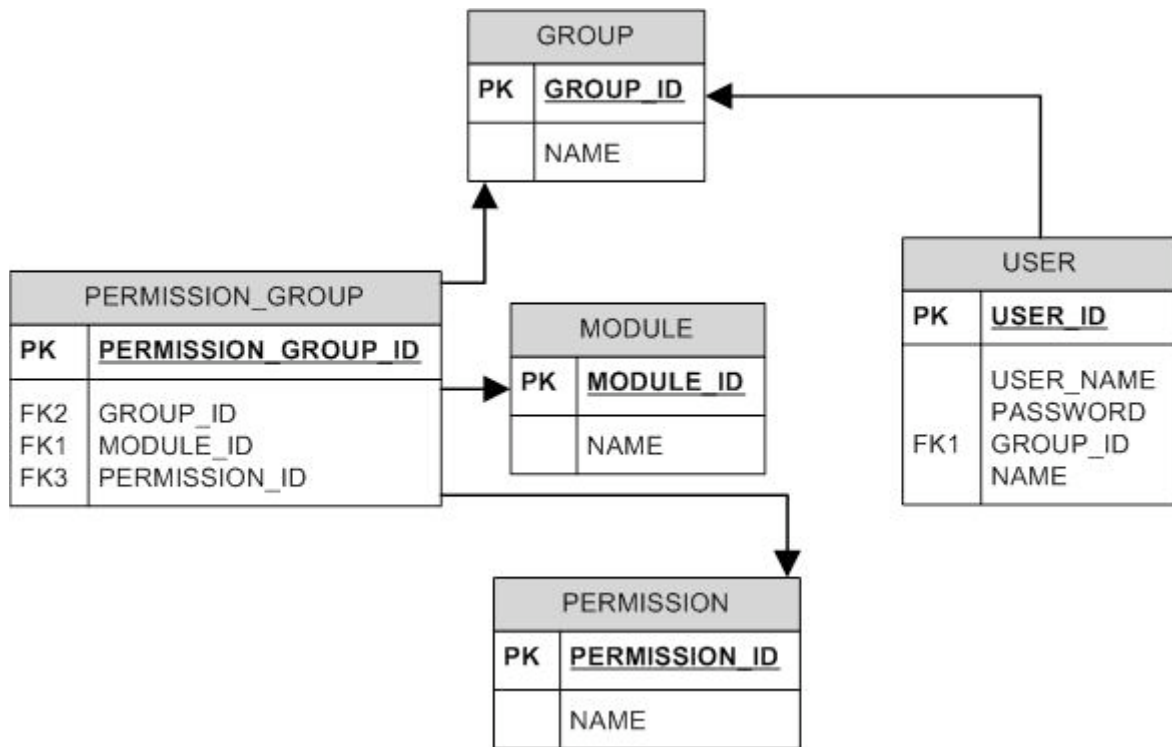 GROUP
PK GROUP_ID
NAME
PERMISSION_GROUP
PK PERMISSION_GROUP_ID
FK2 GROUP_ID
FK1 MODULE_ID
FK3 PERMISSION_ID
MODULE
PK MODULE_ID
NAME
USER
PK USER_ID
USER_NAME
PASSWORD
FK1 GROUP_ID
NAME
PERMISSION
PK PERMISSION_ID
NAME